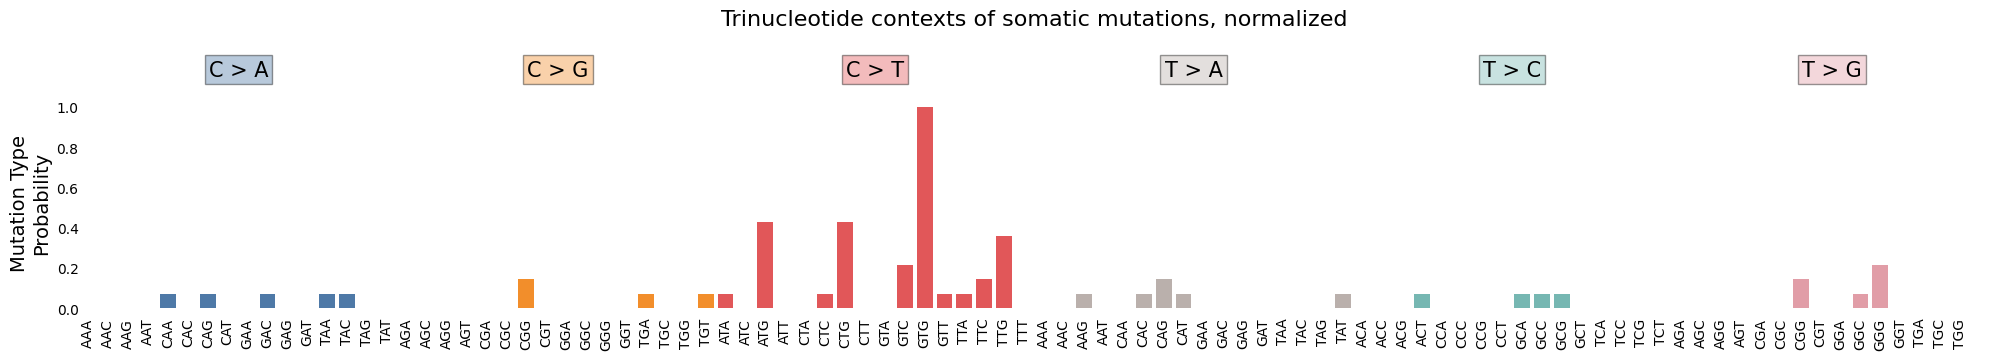 Trinucleotide contexts of somatic mutations, normalized
C > A
C > G
C > T
T > A
T > C
T > G
Mutation Type
Probability
1.0
0.8
0.6
0.4
0.2
0.0
AAA
AAC
AAG
AAT
CAA
CAC
CAG
CAT
GAA
GAC
GAG
GAT
TAA
TAC
TAG
TAT
AGA
AGC
AGG
AGT
CGA
CGC
CGG
CGT
GGA
GGC
GGG
GGT
TGA
TGC
TGG
TGT
ATA
ATC
ATG
ATT
CTA
CTC
CTG
CTT
GTA
GTC
GTG
GTT
TTA
TTC
TTG
TTT
AAA
AAC
AAG
AAT
CAA
CAC
CAG
CAT
GAA
GAC
GAG
GAT
TAA
TAC
TAG
TAT
ACA
ACC
ACG
ACT
CCA
CCC
CCG
CCT
GCA
GCC
GCG
GCT
TCA
TCC
TCG
TCT
AGA
AGC
AGG
AGT
CGA
CGC
CGG
CGT
GGA
GGC
GGG
GGT
TGA
TGC
TGG